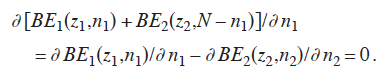 ∂[BE₁(z₁,n₁) + BE₂(z₂,N − n₁)]/∂n₁
= ∂BE₁(z₁,n₁)/∂n₁ − ∂BE₂(z₂,n₂)/∂n₂ = 0.